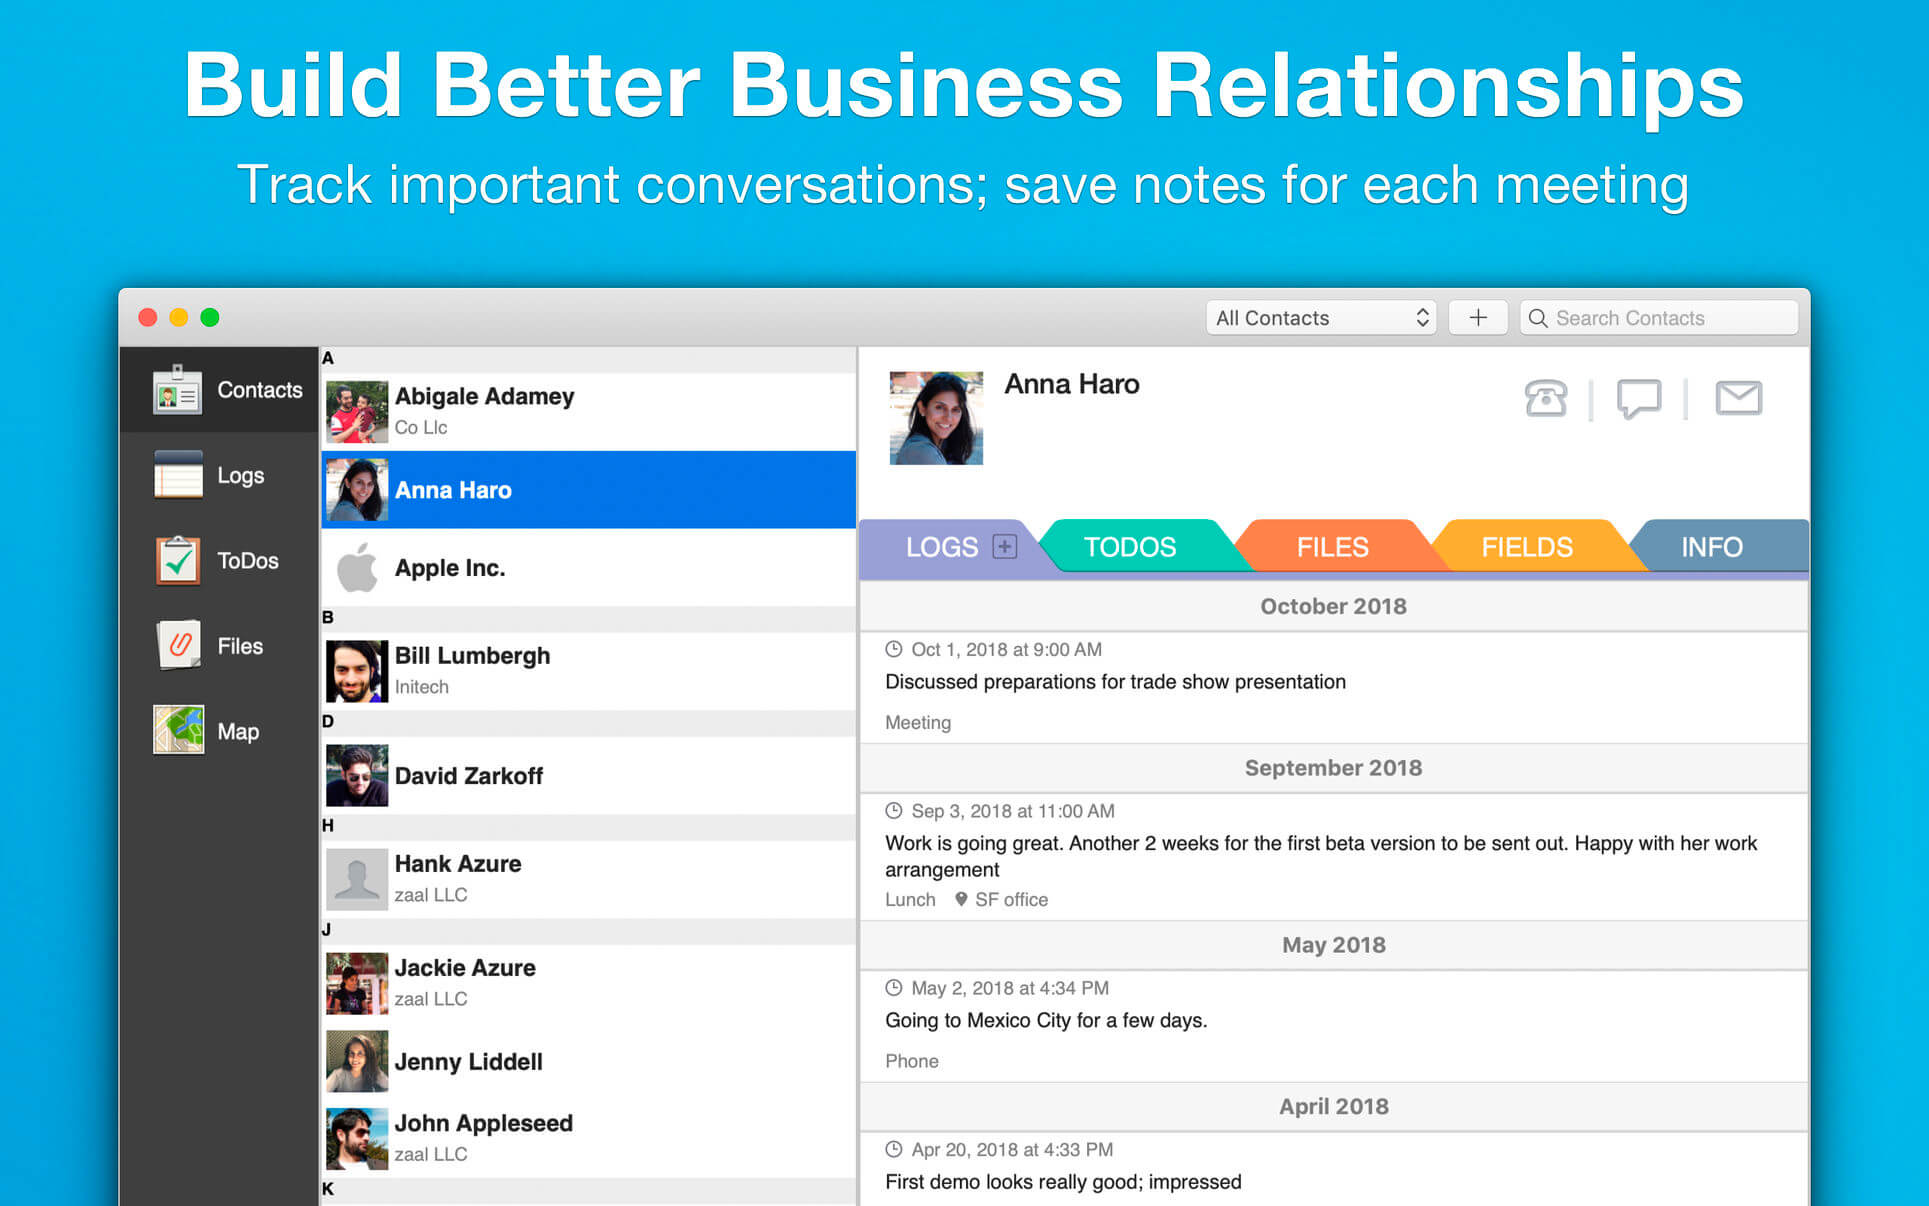 Build Better Business Relationships
Track important conversations; save notes for each meeting
All Contacts
+
Search Contacts
Contacts
Logs
ToDos
Files
Map
A
Abigale Adamey
Co Llc
Anna Haro
Apple Inc.
B
Bill Lumbergh
Initech
D
David Zarkoff
H
Hank Azure
zaal LLC
J
Jackie Azure
zaal LLC
Jenny Liddell
John Appleseed
zaal LLC
K
Anna Haro
LOGS + TODOS FILES FIELDS INFO
October 2018
Oct 1, 2018 at 9:00 AM
Discussed preparations for trade show presentation
Meeting
September 2018
Sep 3, 2018 at 11:00 AM
Work is going great. Another 2 weeks for the first beta version to be sent out. Happy with her work
arrangement
Lunch SF office
May 2018
May 2, 2018 at 4:34 PM
Going to Mexico City for a few days.
Phone
April 2018
Apr 20, 2018 at 4:33 PM
First demo looks really good; impressed